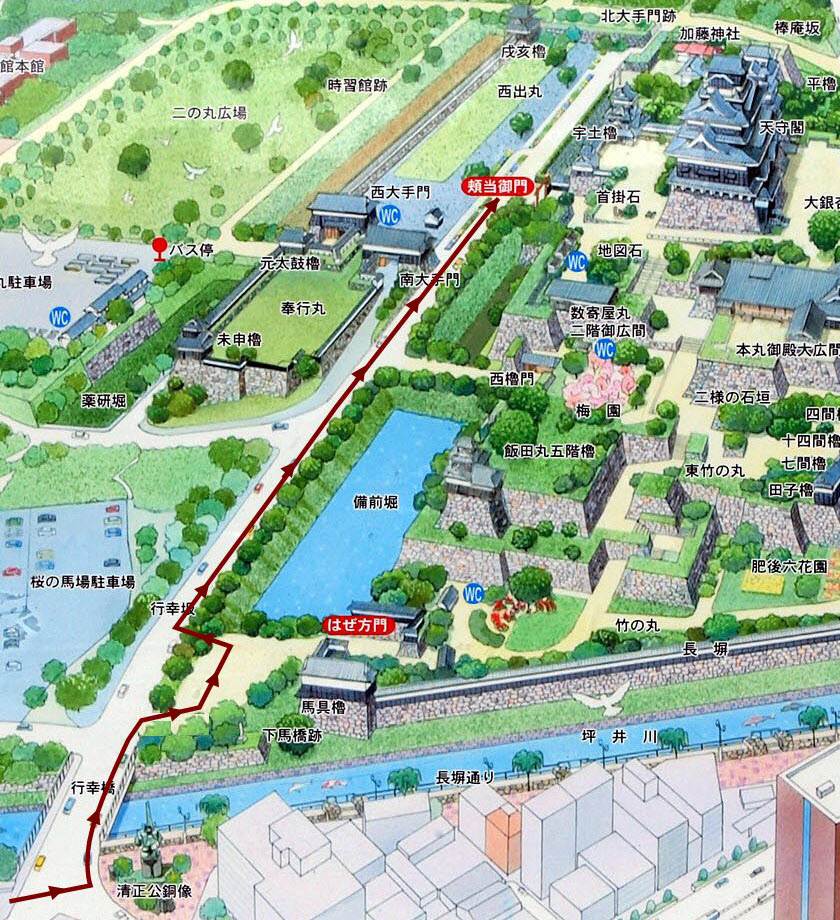 北大手門跡
加藤神社
棒庵坂
戌亥櫓
館本館
時習館跡
西出丸
平櫓
二の丸広場
宇土櫓
天守閣
西大手門
頬当御門
WC
首掛石
大銀杏
バス停
地図石
元太鼓櫓
WC
丸駐車場
南大手門
奉行丸
数寄屋丸
二階御広間
WC
未申櫓
WC
本丸御殿大広間
西櫓門
薬研堀
梅園
二様の石垣
四間櫓
飯田丸五階櫓
十四間櫓
七間櫓
東竹の丸
田子櫓
備前堀
桜の馬場駐車場
肥後六花園
行幸坂
WC
はぜ方門
竹の丸
長塀
馬具櫓
下馬橋跡
坪井川
長塀通り
行幸橋
清正公銅像